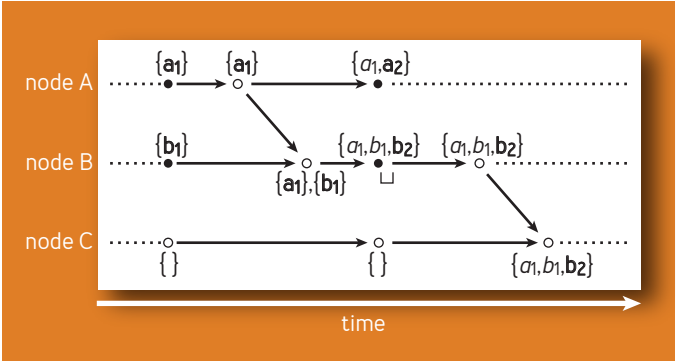 {a₁} {a₁} {a₁,a₂}
node A
{b₁} {a₁,b₁,b₂} {a₁,b₁,b₂}
node B
{a₁},{b₁} ⊔
node C
{ } { } {a₁,b₁,b₂}
time